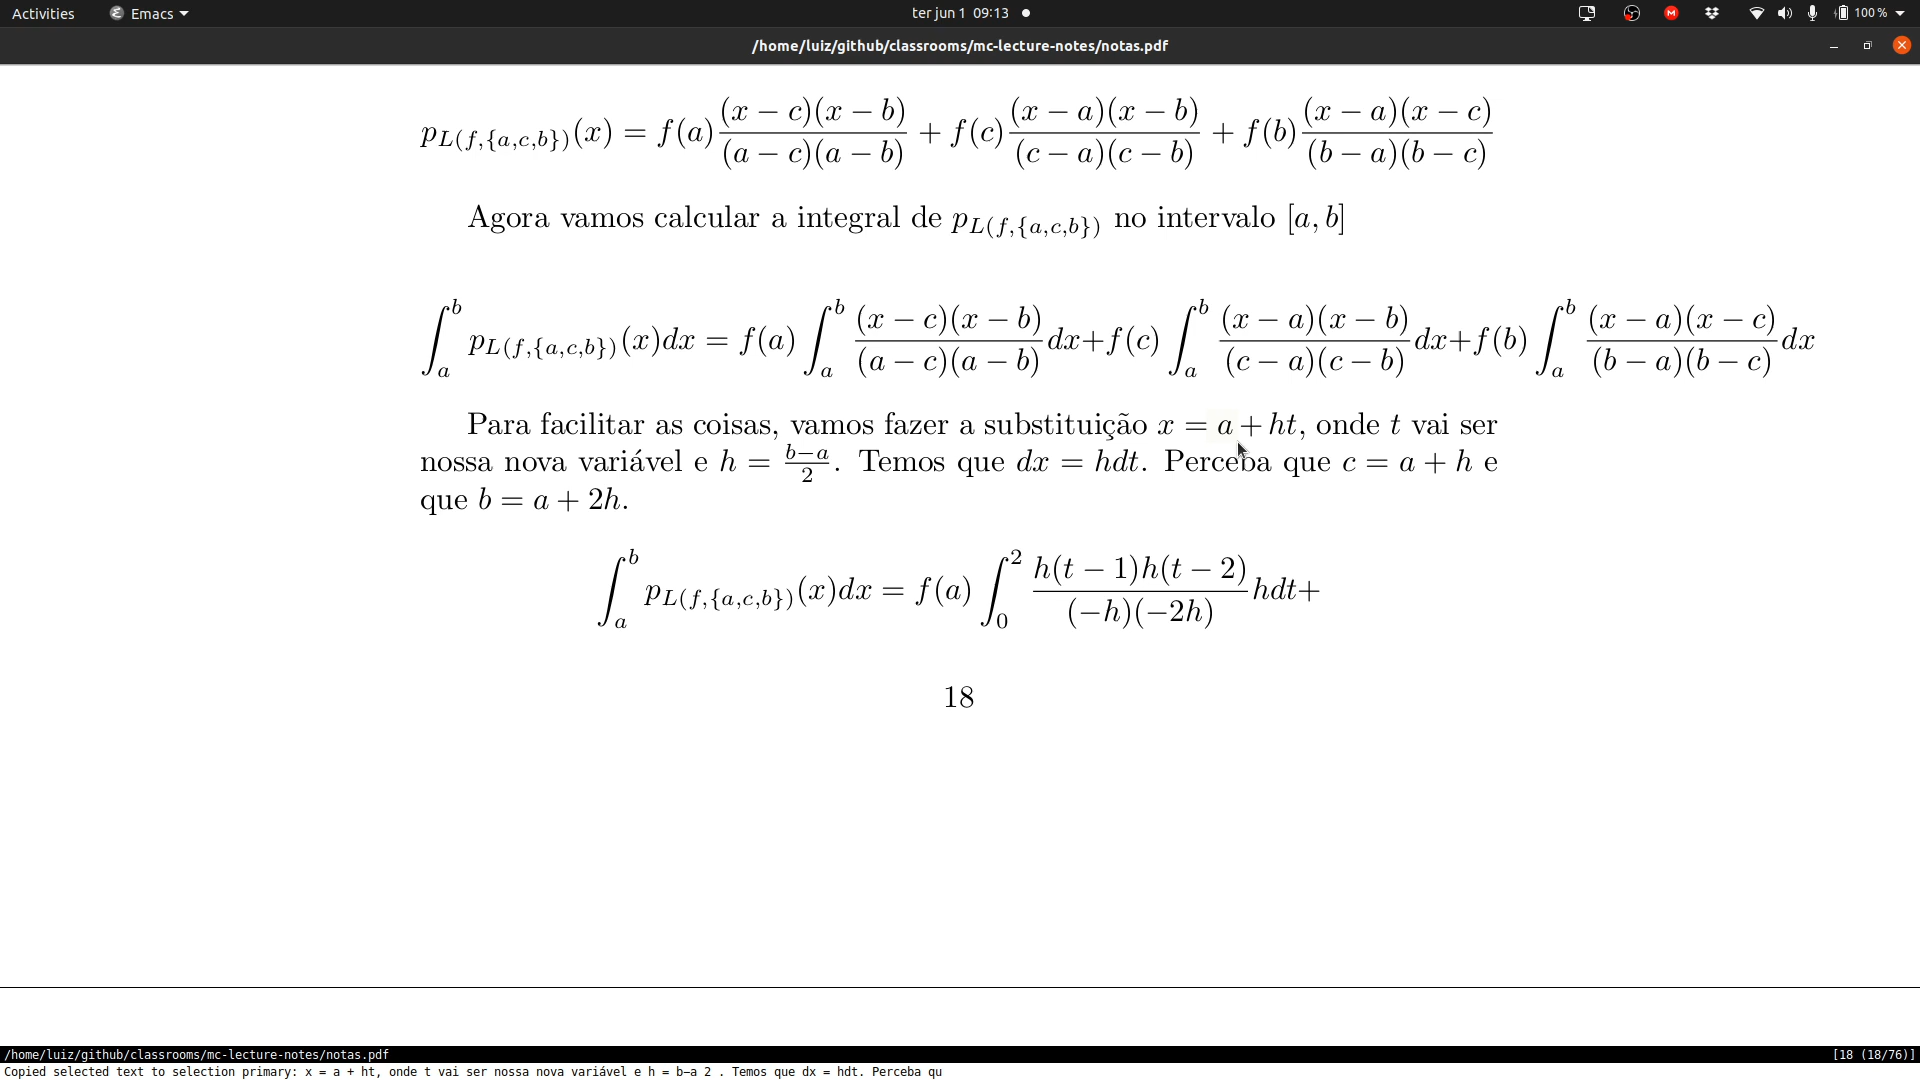 Activities Emacs ter jun 1 09:13 100 %
/home/luiz/github/classrooms/mc-lecture-notes/notas.pdf
p_{L(f,{a,c,b})}(x) = f(a) \frac{(x − c)(x − b)}{(a − c)(a − b)} + f(c) \frac{(x − a)(x − b)}{(c − a)(c − b)} + f(b) \frac{(x − a)(x − c)}{(b − a)(b − c)}
Agora vamos calcular a integral de p_{L(f,{a,c,b})} no intervalo [a, b]
\int_a^b p_{L(f,{a,c,b})}(x)dx = f(a) \int_a^b \frac{(x − c)(x − b)}{(a − c)(a − b)} dx+f(c) \int_a^b \frac{(x − a)(x − b)}{(c − a)(c − b)} dx+f(b) \int_a^b \frac{(x − a)(x − c)}{(b − a)(b − c)} dx
Para facilitar as coisas, vamos fazer a substituição x = a + ht, onde t vai ser
nossa nova variável e h = \frac{b−a}{2}. Temos que dx = hdt. Perceba que c = a + h e
que b = a + 2h.
\int_a^b p_{L(f,{a,c,b})}(x)dx = f(a) \int_0^2 \frac{h(t − 1)h(t − 2)}{(−h)(−2h)} hdt+
18
/home/luiz/github/classrooms/mc-lecture-notes/notas.pdf [18 (18/76)]
Copied selected text to selection primary: x = a + ht, onde t vai ser nossa nova variável e h = b−a 2 . Temos que dx = hdt. Perceba qu